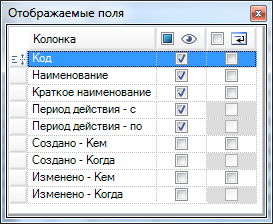 Отображаемые поля
Колонка
Код
Наименование
Краткое наименование
Период действия - с
Период действия - по
Создано - Кем
Создано - Когда
Изменено - Кем
Изменено - Когда